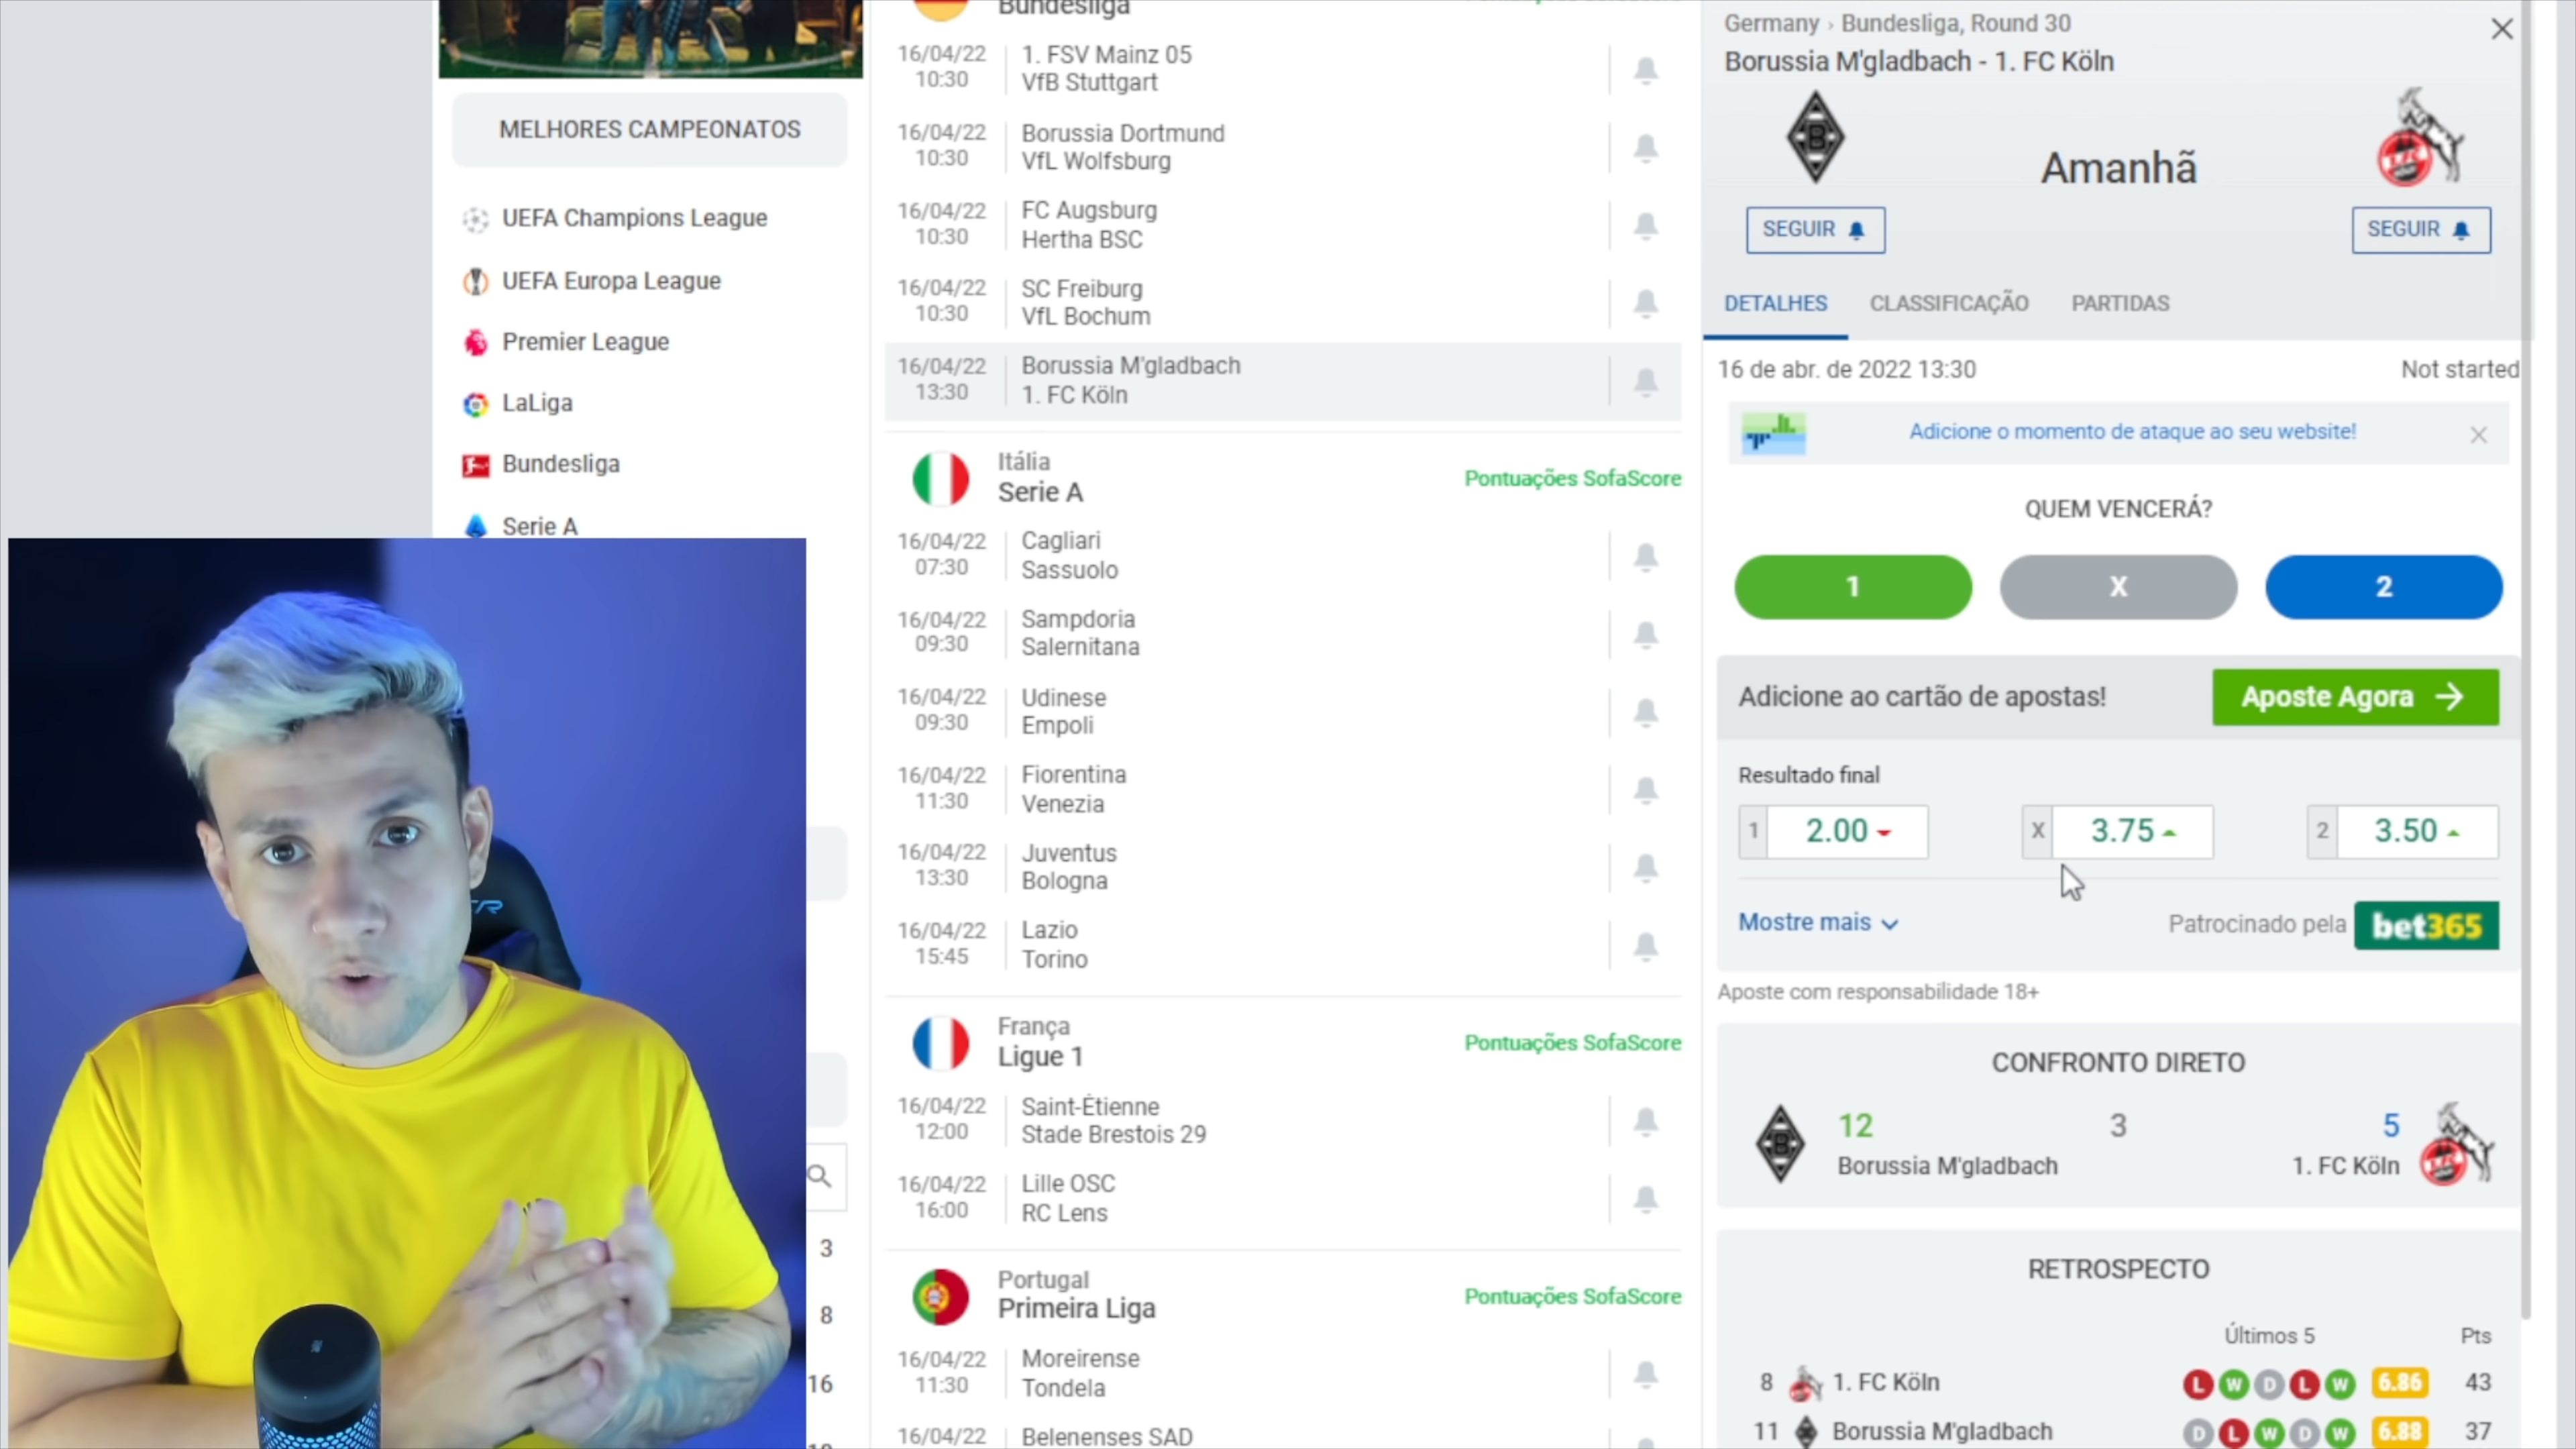 MELHORES CAMPEONATOS
UEFA Champions League
UEFA Europa League
Premier League
LaLiga
Bundesliga
Serie A
3
8
16
Bundesliga
16/04/22
10:30
1. FSV Mainz 05
VfB Stuttgart
16/04/22
10:30
Borussia Dortmund
VfL Wolfsburg
16/04/22
10:30
FC Augsburg
Hertha BSC
16/04/22
10:30
SC Freiburg
VfL Bochum
16/04/22
13:30
Borussia M'gladbach
1. FC Köln
Itália
Serie A
Pontuações SofaScore
16/04/22
07:30
Cagliari
Sassuolo
16/04/22
09:30
Sampdoria
Salernitana
16/04/22
09:30
Udinese
Empoli
16/04/22
11:30
Fiorentina
Venezia
16/04/22
13:30
Juventus
Bologna
16/04/22
15:45
Lazio
Torino
França
Ligue 1
Pontuações SofaScore
16/04/22
12:00
Saint-Étienne
Stade Brestois 29
16/04/22
16:00
Lille OSC
RC Lens
Portugal
Primeira Liga
Pontuações SofaScore
16/04/22
11:30
Moreirense
Tondela
16/04/22
Belenenses SAD
Germany › Bundesliga, Round 30
Borussia M'gladbach - 1. FC Köln
Amanhã
SEGUIR
SEGUIR
DETALHES CLASSIFICAÇÃO PARTIDAS
16 de abr. de 2022 13:30 Not started
Adicione o momento de ataque ao seu website!
QUEM VENCERÁ?
1 X 2
Adicione ao cartão de apostas! Aposte Agora
Resultado final
1 2.00 X 3.75 2 3.50
Mostre mais Patrocinado pela bet365
Aposte com responsabilidade 18+
CONFRONTO DIRETO
12 3 5
Borussia M'gladbach 1. FC Köln
RETROSPECTO
Últimos 5 Pts
8 1. FC Köln L W D L W 6.86 43
11 Borussia M'gladbach D L W D W 6.88 37